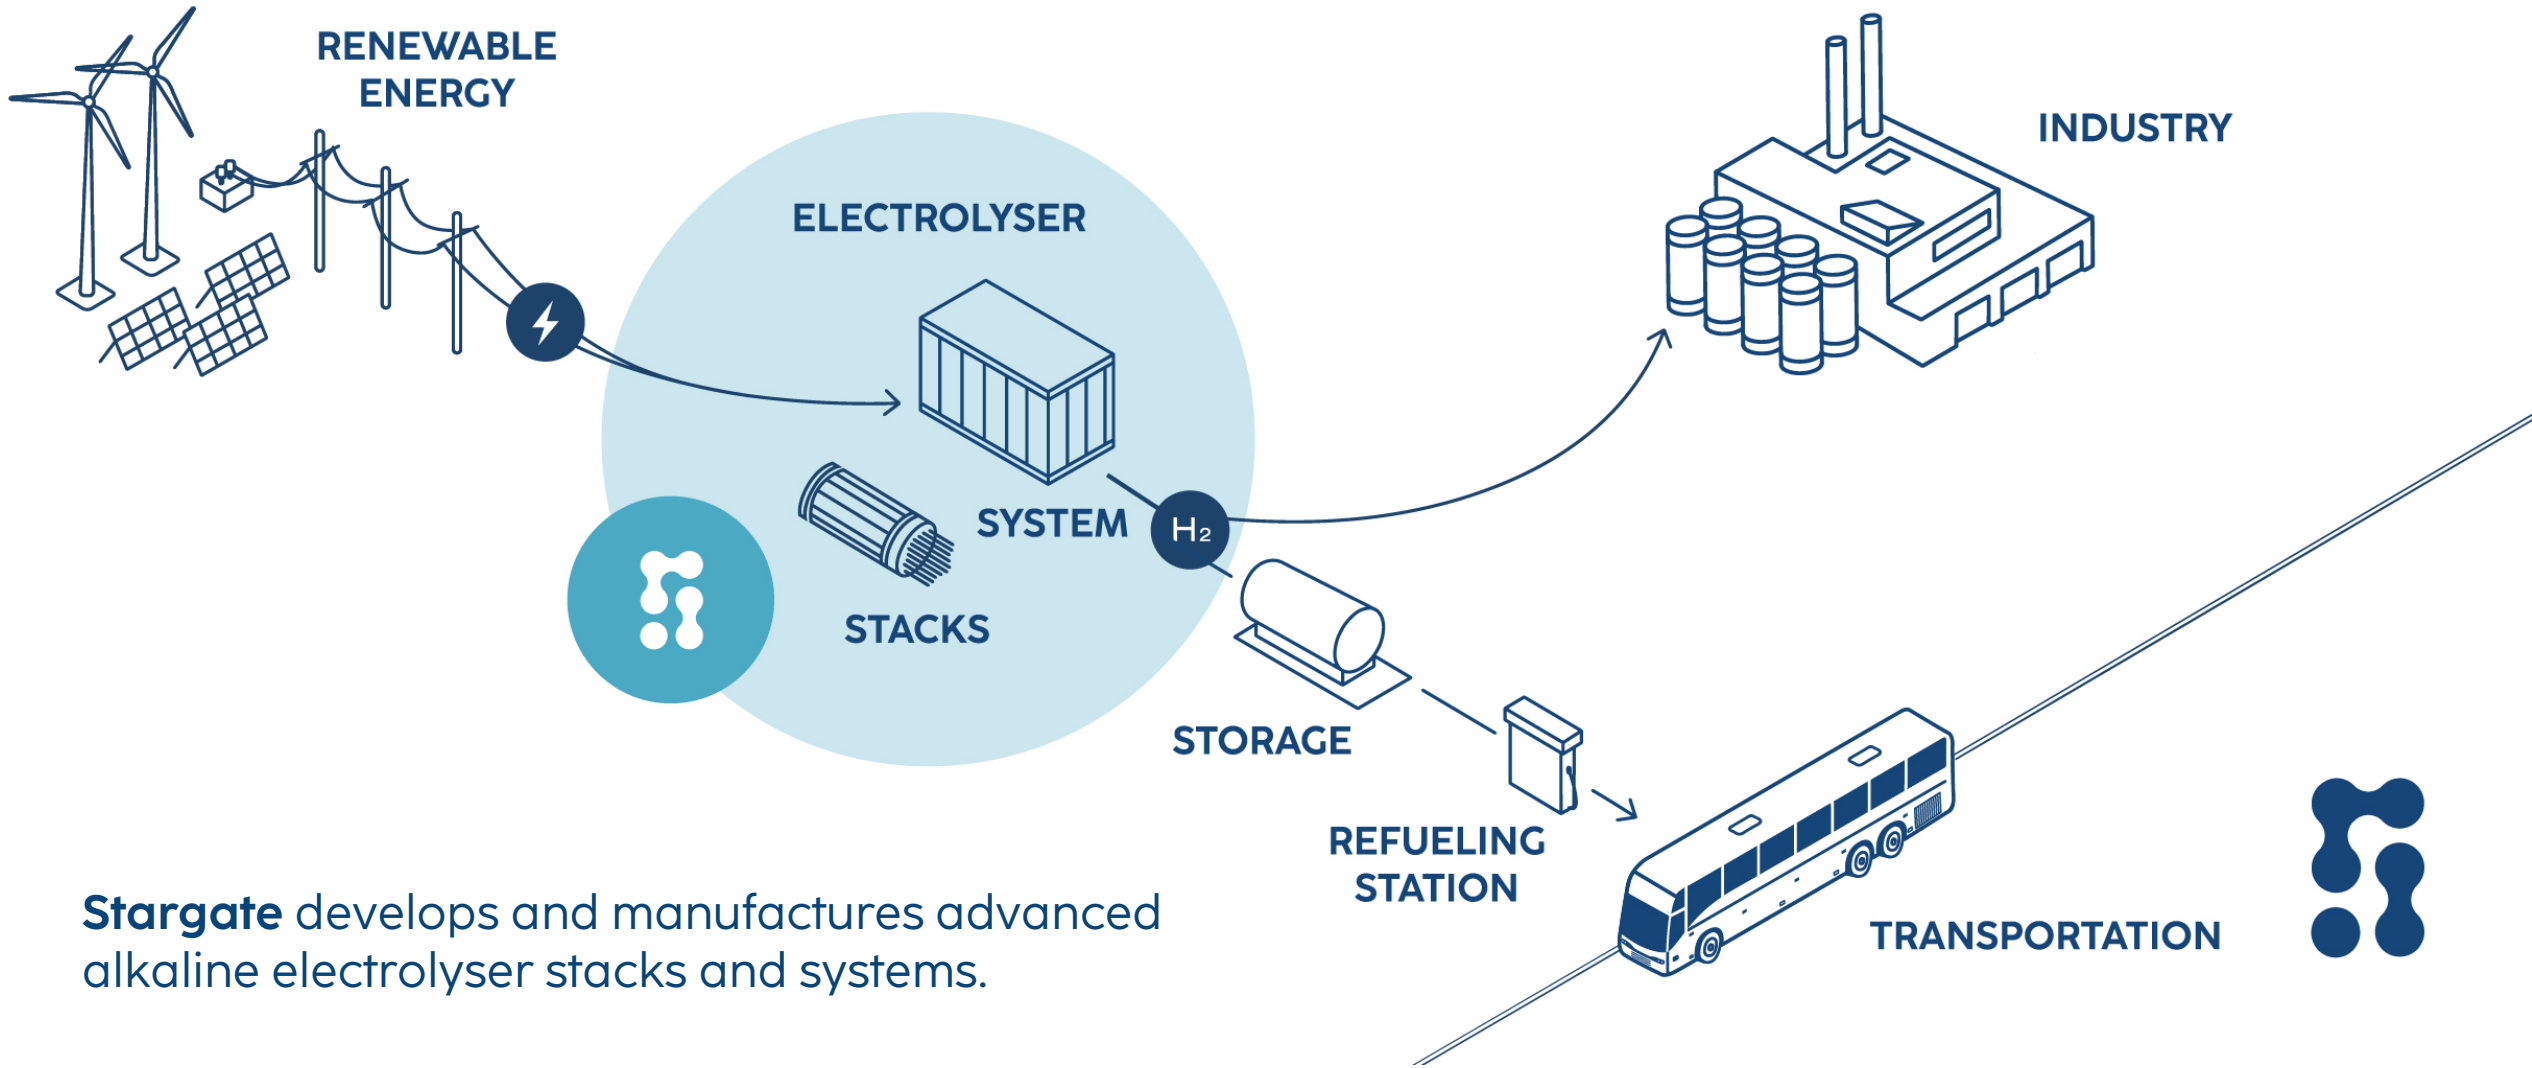 RENEWABLE
ENERGY
INDUSTRY
ELECTROLYSER
SYSTEM
H₂
STACKS
STORAGE
REFUELING
STATION
TRANSPORTATION
Stargate develops and manufactures advanced
alkaline electrolyser stacks and systems.